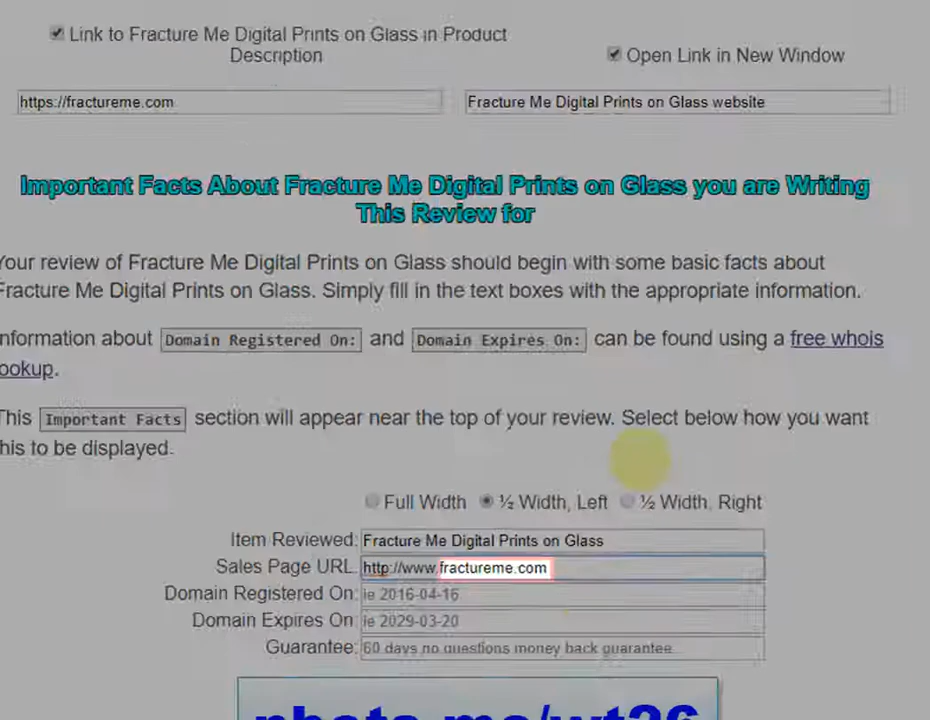 Link to Fracture Me Digital Prints on Glass in Product
Description
Open Link in New Window
https://fractureme.com
Fracture Me Digital Prints on Glass website
Important Facts About Fracture Me Digital Prints on Glass you are Writing
This Review for
Your review of Fracture Me Digital Prints on Glass should begin with some basic facts about
Fracture Me Digital Prints on Glass. Simply fill in the text boxes with the appropriate information.
nformation about Domain Registered On: and Domain Expires On: can be found using a free whois
ookup.
This Important Facts section will appear near the top of your review. Select below how you want
his to be displayed.
Full Width ½ Width, Left ½ Width, Right
Item Reviewed: Fracture Me Digital Prints on Glass
Sales Page URL http://www.fractureme.com
Domain Registered On: ie 2016-04-16
Domain Expires On ie 2029-03-20
Guarantee: 60 days no questions money back guarantee.